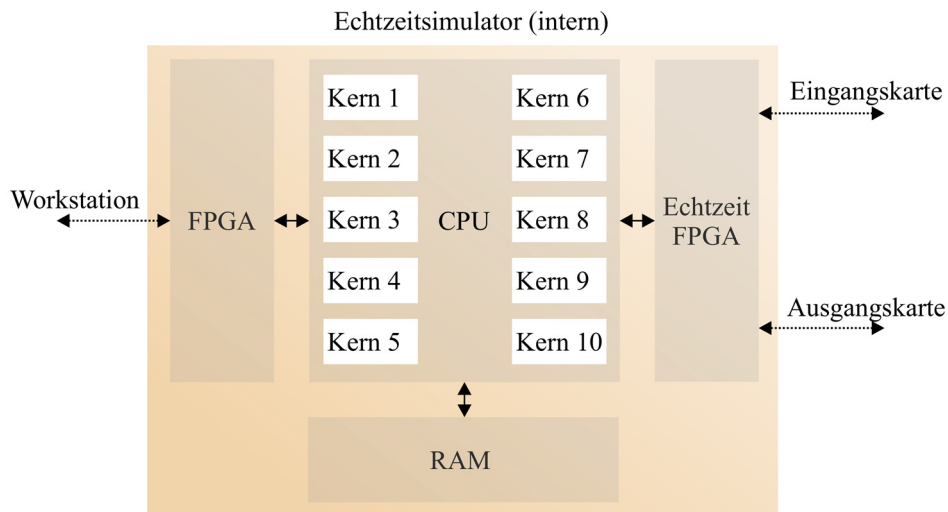 Echtzeitsimulator (intern)
Workstation
FPGA
Kern 1
Kern 2
Kern 3
Kern 4
Kern 5
CPU
Kern 6
Kern 7
Kern 8
Kern 9
Kern 10
Echtzeit
FPGA
Eingangskarte
Ausgangskarte
RAM